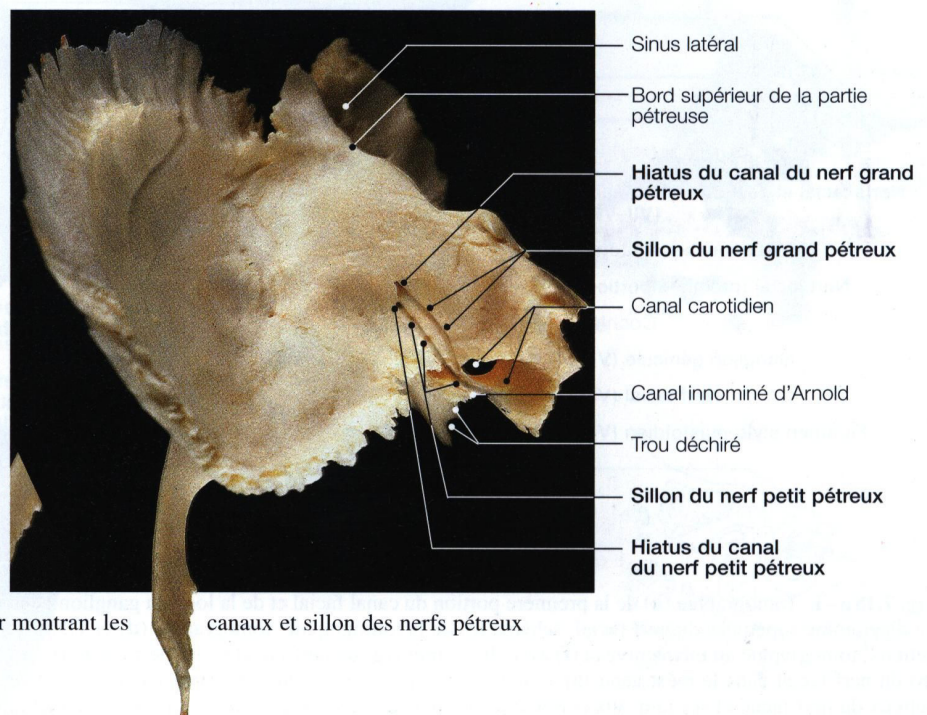 Sinus latéral
Bord supérieur de la partie
pétreuse
Hiatus du canal du nerf grand
pétreux
Sillon du nerf grand pétreux
Canal carotidien
Canal innominé d'Arnold
Trou déchiré
Sillon du nerf petit pétreux
Hiatus du canal
du nerf petit pétreux
r montrant les canaux et sillon des nerfs pétreux